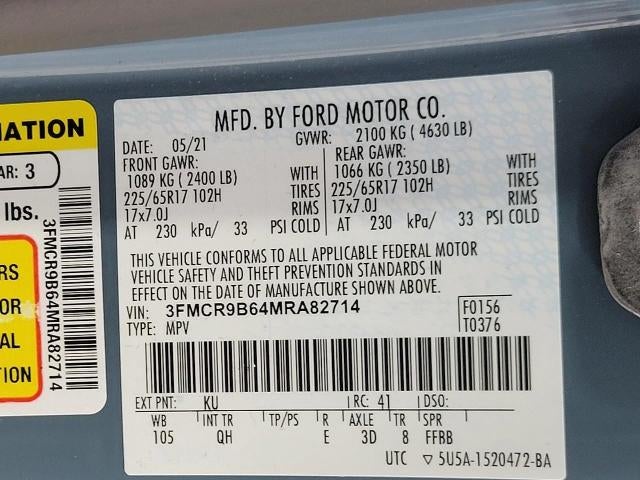 MATION
AR: 3
lbs.
RS
OR
AL
TION
3FMCR9B64MRA82714
MFD. BY FORD MOTOR CO.
DATE: 05/21 GVWR: 2100 KG ( 4630 LB)
FRONT GAWR: REAR GAWR:
1089 KG ( 2400 LB) WITH 1066 KG ( 2350 LB) WITH
225/65R17 102H TIRES 225/65R17 102H TIRES
17x7.0J RIMS 17x7.0J RIMS
AT 230 kPa/ 33 PSI COLD AT 230 kPa/ 33 PSI COLD
THIS VEHICLE CONFORMS TO ALL APPLICABLE FEDERAL MOTOR
VEHICLE SAFETY AND THEFT PREVENTION STANDARDS IN
EFFECT ON THE DATE OF MANUFACTURE SHOWN ABOVE.
VIN: 3FMCR9B64MRA82714 F0156
TYPE: MPV T0376
EXT PNT: KU RC: 41 DSO:
WB INT TR TP/PS R AXLE TR SPR
105 QH E 3D 8 FFBB
UTC ▽ 5U5A-1520472-BA